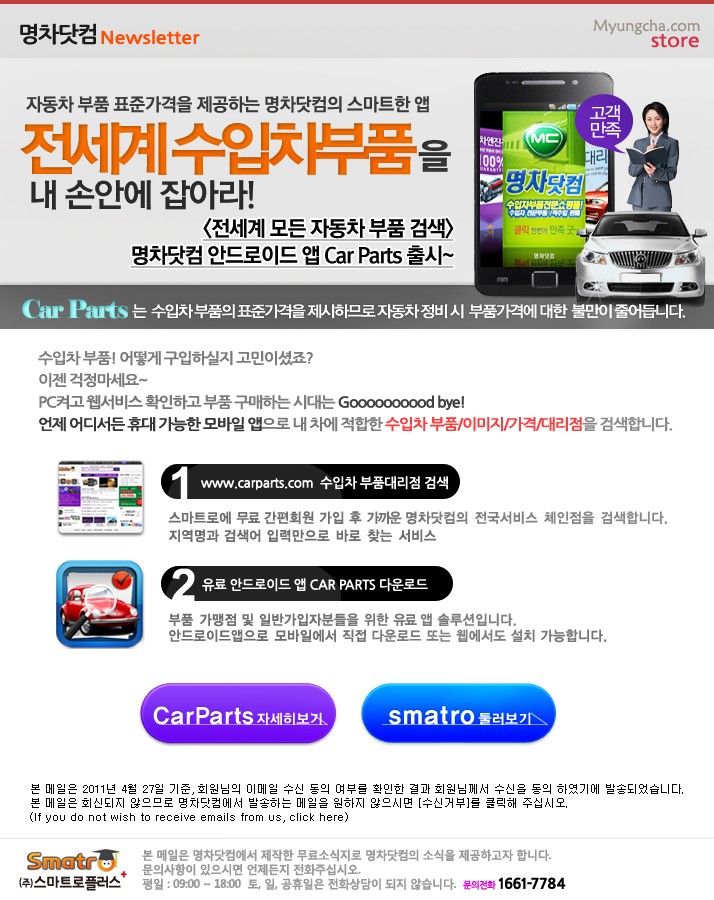 명차닷컴 Newsletter
Myungcha.com
store
자동차 부품 표준가격을 제공하는 명차닷컴의 스마트한 앱
전세계 수입차부품을
내 손안에 잡아라!
<전세계 모든 자동차 부품 검색>
명차닷컴 안드로이드 앱 Car Parts 출시~
고객
만족
MC
명차닷컴
수입자부품전문쇼핑몰!
100%
명차닷컴
Car Parts 는 수입차 부품의 표준가격을 제시하므로 자동차 정비 시 부품가격에 대한 불만이 줄어듭니다.
수입차 부품! 어떻게 구입하실지 고민이셨죠?
이젠 걱정마세요~
PC켜고 웹서비스 확인하고 부품 구매하는 시대는 Goooooooood bye!
언제 어디서든 휴대 가능한 모바일 앱으로 내 차에 적합한 수입차 부품/이미지/가격/대리점을 검색합니다.
1 www.carparts.com 수입차 부품대리점 검색
스마트로에 무료 간편회원 가입 후 가까운 명차닷컴의 전국서비스 체인점을 검색합니다.
지역명과 검색어 입력만으로 바로 찾는 서비스
2 유료 안드로이드 앱 CAR PARTS 다운로드
부품 가맹점 및 일반가입자분들을 위한 유료 앱 솔루션입니다.
안드로이드앱으로 모바일에서 직접 다운로드 또는 웹에서도 설치 가능합니다.
CarParts 자세히보기
smatro 둘러보기
본 메일은 2011년 4월 27일 기준, 회원님의 이메일 수신 동의 여부를 확인한 결과 회원님께서 수신을 동의 하였기에 발송되었습니다.
본 메일은 회신되지 않으므로 명차닷컴에서 발송하는 메일을 원하지 않으시면 [수신거부]를 클릭해 주십시오.
(If you do not wish to receive emails from us, click here)
Smatro
(주)스마트로플러스+
본 메일은 명차닷컴에서 제작한 무료소식지로 명차닷컴의 소식을 제공하고자 합니다.
문의사항이 있으시면 언제든지 전화주십시오.
평일 : 09:00 ~ 18:00 토, 일, 공휴일은 전화상담이 되지 않습니다. 문의전화 1661-7784